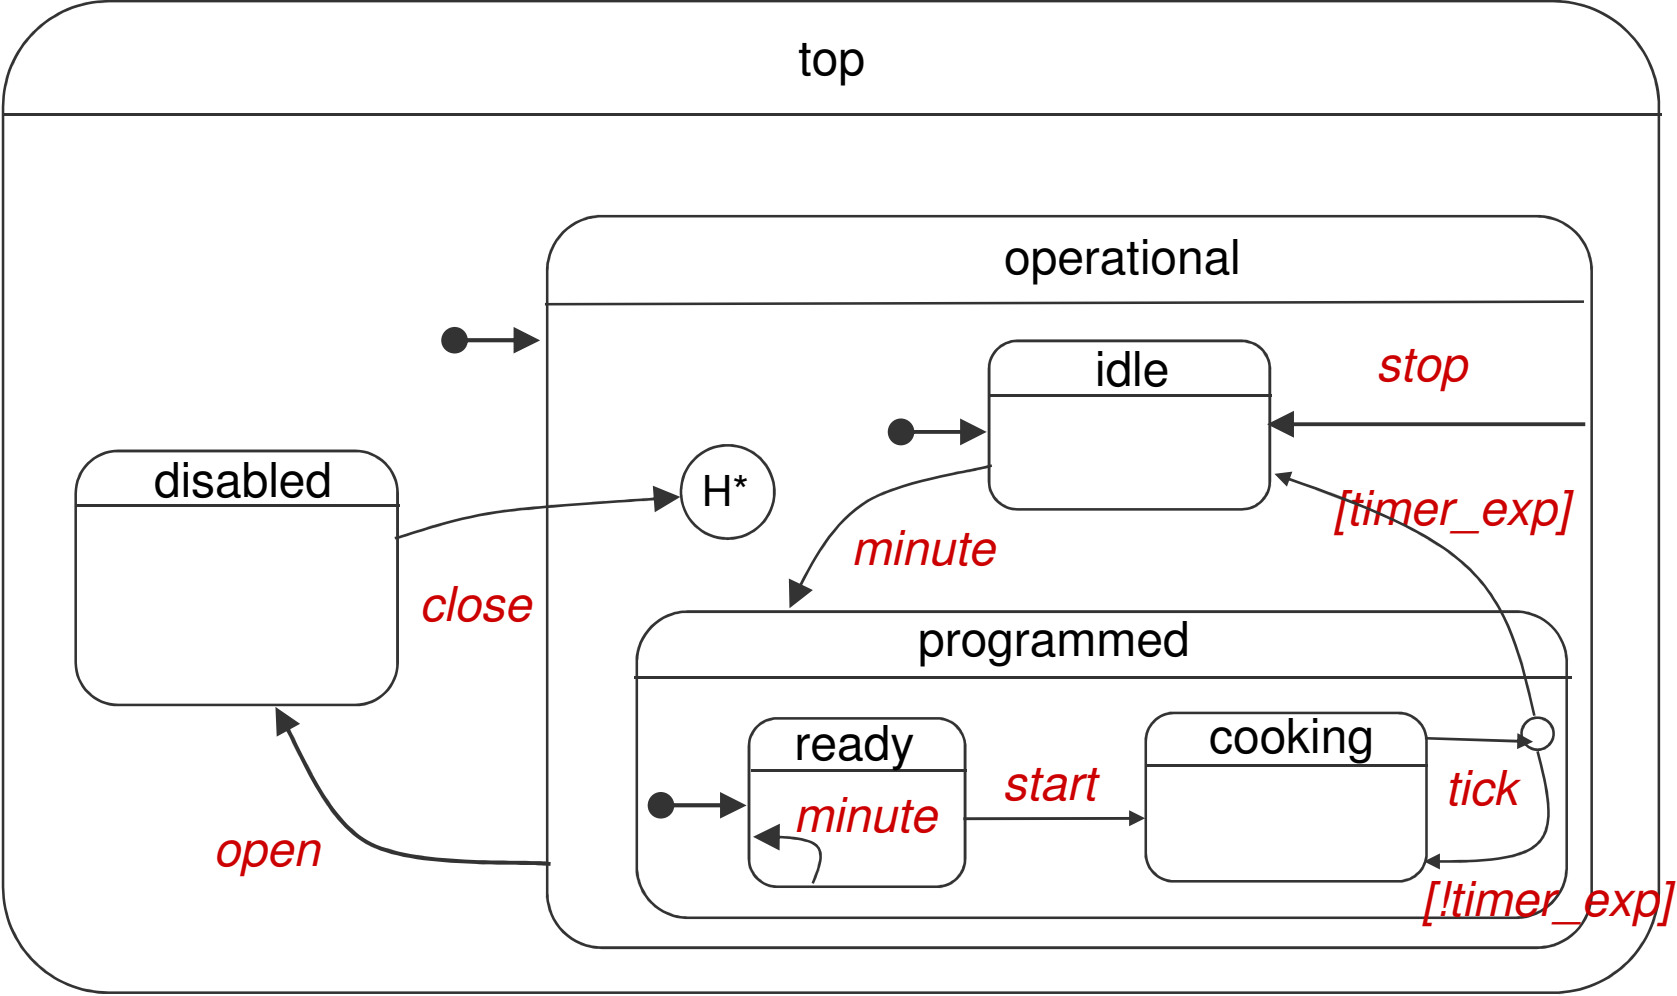 top
operational
idle
stop
disabled
H*
[timer_exp]
minute
close
programmed
ready
cooking
start
tick
minute
open
[!timer_exp]